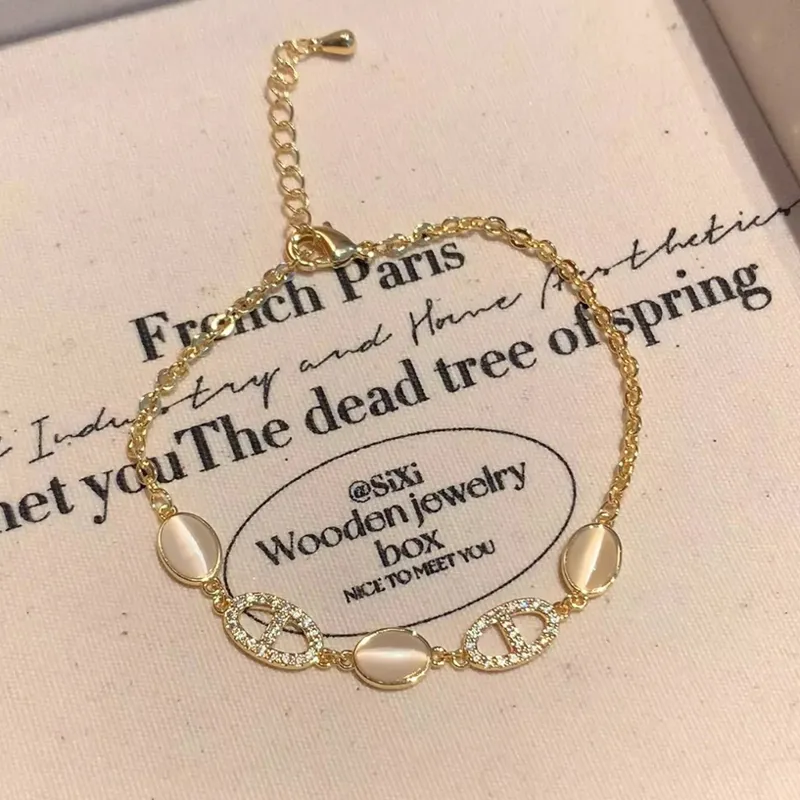 French Paris
Industry and Home Aesthetics
met youThe dead tree of spring
@SiXi
Wooden jewelry
box
NICE TO MEET YOU